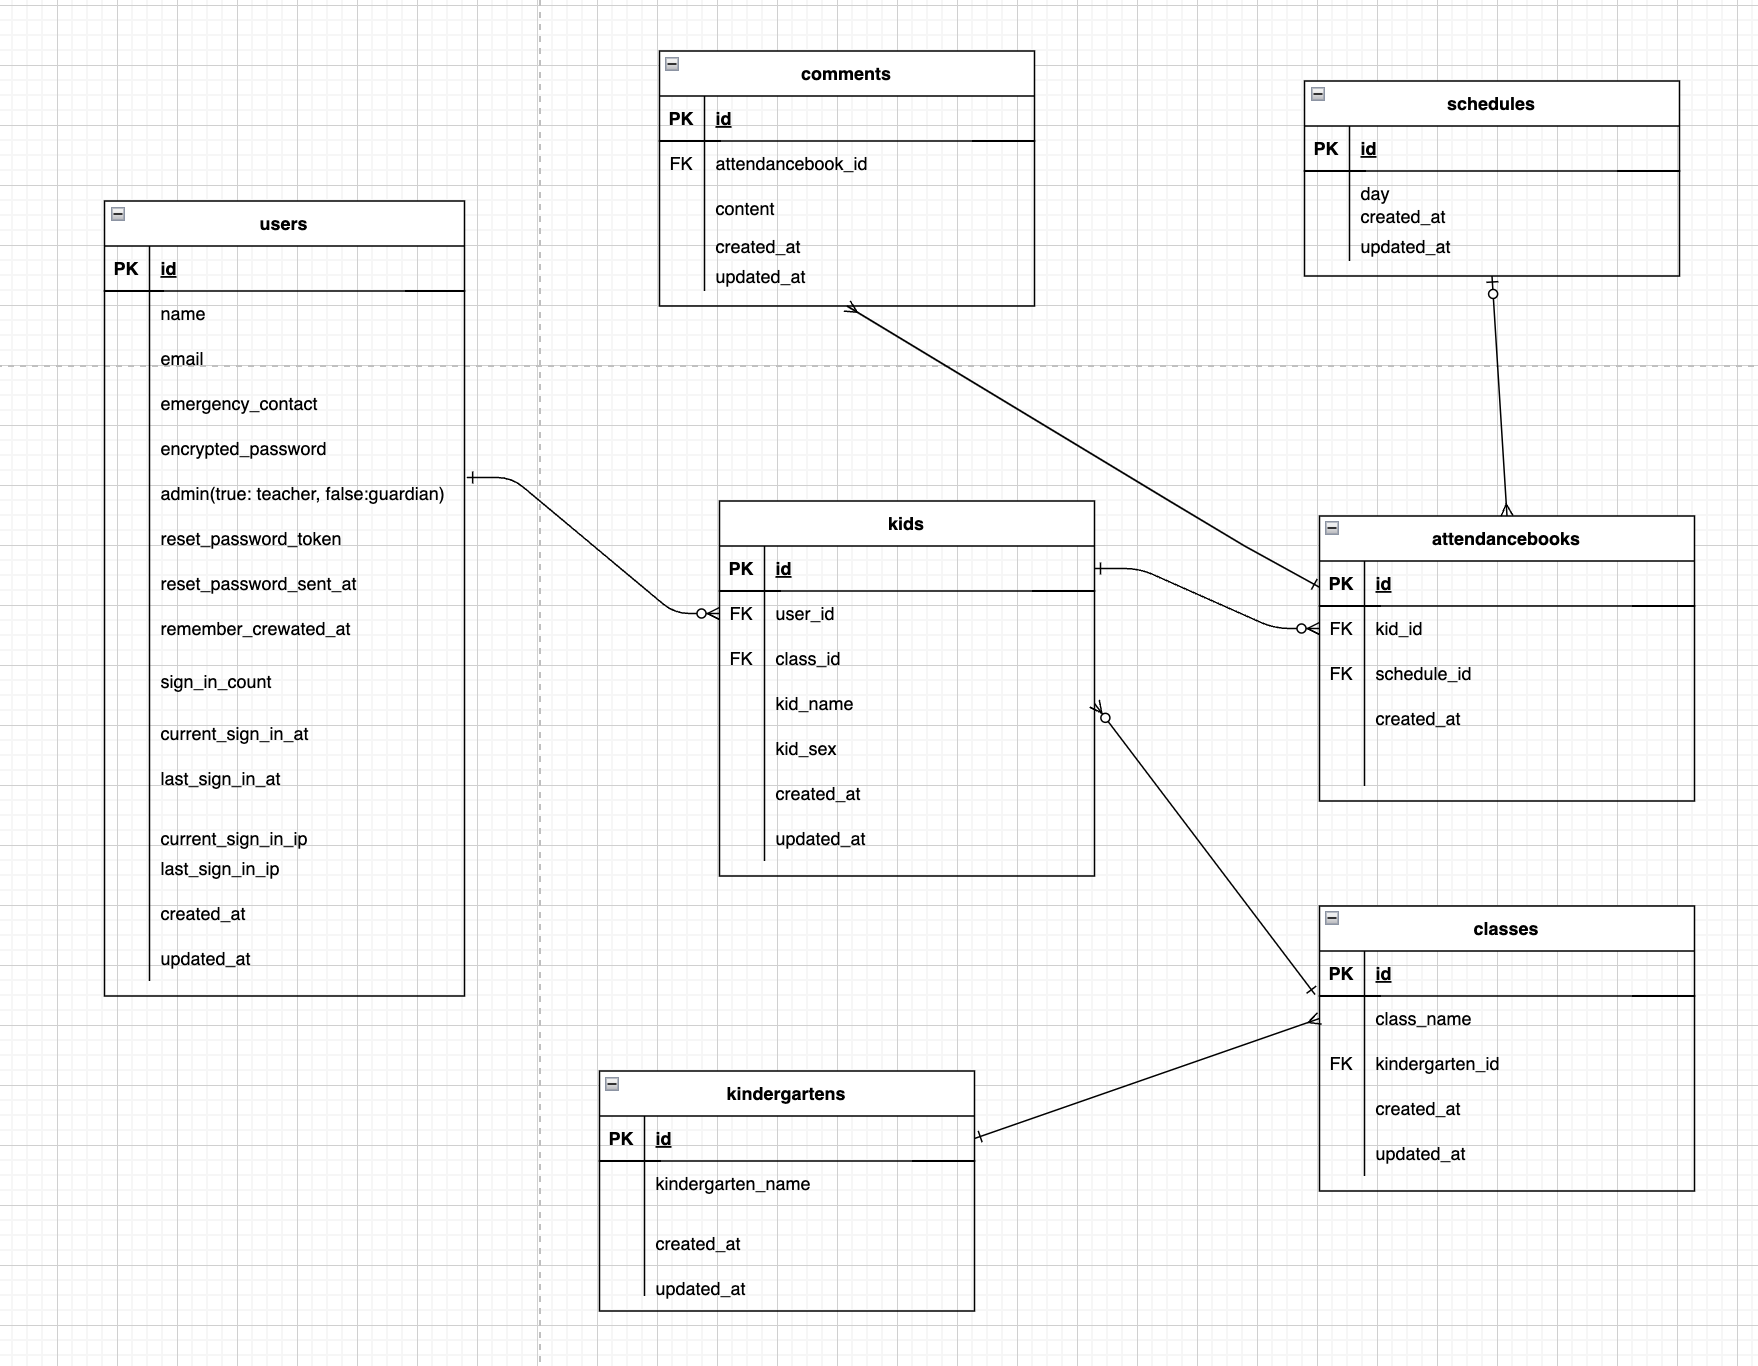 comments
PK id
FK attendancebook_id
content
created_at
updated_at
schedules
PK id
day
created_at
updated_at
users
PK id
name
email
emergency_contact
encrypted_password
admin(true: teacher, false:guardian)
reset_password_token
reset_password_sent_at
remember_crewated_at
sign_in_count
current_sign_in_at
last_sign_in_at
current_sign_in_ip
last_sign_in_ip
created_at
updated_at
kids
PK id
FK user_id
FK class_id
kid_name
kid_sex
created_at
updated_at
attendancebooks
PK id
FK kid_id
FK schedule_id
created_at
classes
PK id
class_name
FK kindergarten_id
created_at
updated_at
kindergartens
PK id
kindergarten_name
created_at
updated_at